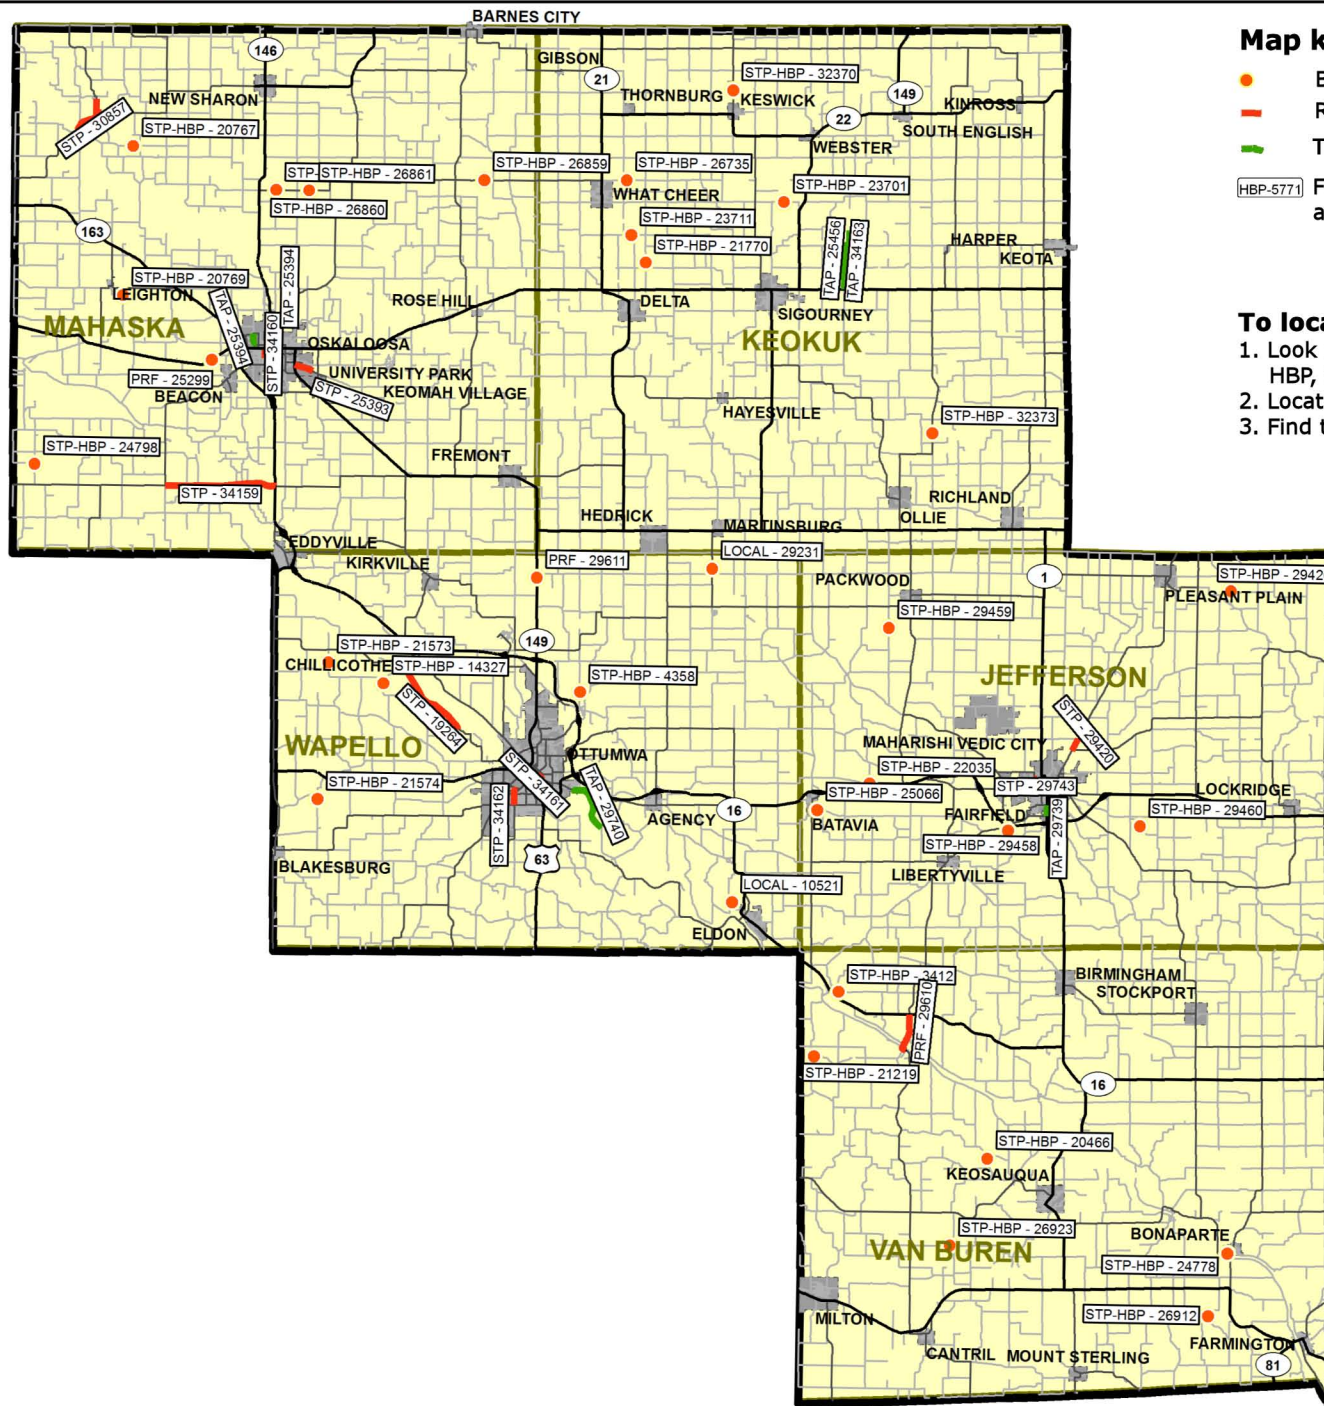 BARNES CITY
146
GIBSON
21
STP-HBP - 32370
149
NEW SHARON
THORNBURG
KESWICK
KINROSS
STP - 30857
STP-HBP - 20767
22
SOUTH ENGLISH
WEBSTER
STP-HBP - 26859
STP-HBP - 26735
STP-
STP-HBP - 26861
STP-HBP - 23701
WHAT CHEER
STP-HBP - 26860
STP-HBP - 23711
163
STP-HBP - 21770
TAP - 25456
TAP - 34163
HARPER
KEOTA
TAP - 25394
STP-HBP - 20769
LEIGHTON
ROSE HILL
DELTA
SIGOURNEY
TAP - 25394
MAHASKA
STP - 34160
OSKALOOSA
KEOKUK
PRF - 25299
UNIVERSITY PARK
BEACON
STP - 25393
KEOMAH VILLAGE
HAYESVILLE
STP-HBP - 32373
STP-HBP - 24798
FREMONT
STP - 34159
RICHLAND
HEDRICK
OLLIE
MARTINSBURG
EDDYVILLE
KIRKVILLE
PRF - 29611
LOCAL - 29231
PACKWOOD
1
STP-HBP - 2942
PLEASANT PLAIN
STP-HBP - 29459
149
STP-HBP - 21573
CHILLICOTHE
STP-HBP - 14327
STP-HBP - 4358
JEFFERSON
STP - 19264
STP - 29420
WAPELLO
MAHARISHI VEDIC CITY
OTTUMWA
STP-HBP - 22035
STP - 34161
STP-HBP - 21574
TAP - 29740
STP-HBP - 25066
STP - 29743
LOCKRIDGE
16
STP-HBP - 29460
AGENCY
BATAVIA
FAIRFIELD
STP - 34162
STP-HBP - 29458
TAP - 29739
63
BLAKESBURG
LIBERTYVILLE
LOCAL - 10521
ELDON
STP-HBP - 3412
BIRMINGHAM
STOCKPORT
PRF - 29610
STP-HBP - 21219
16
STP-HBP - 20466
KEOSAUQUA
STP-HBP - 26923
VAN BUREN
BONAPARTE
STP-HBP - 24778
MILTON
STP-HBP - 26912
CANTRIL
MOUNT STERLING
FARMINGTON
81
Map k
E
R
T
HBP-5771 F
a
To loca
1. Look
HBP,
2. Locat
3. Find t